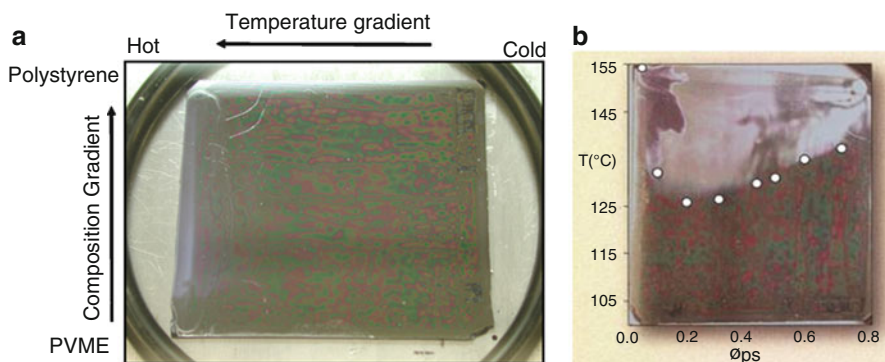 a
Temperature gradient
Hot
Cold
Polystyrene
Composition Gradient
PVME
b
155
145
T(°C)
125
115
105
0.0 0.2 0.4 0.6 0.8
ØPS